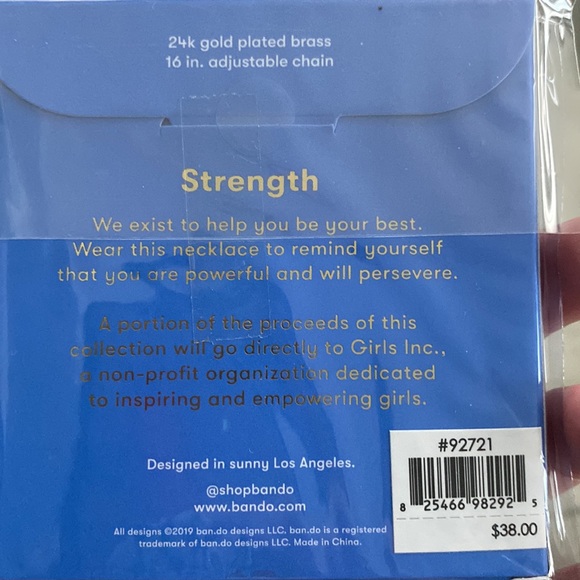 24k gold plated brass
16 in. adjustable chain
Strength
We exist to help you be your best.
Wear this necklace to remind yourself
that you are powerful and will persevere.
A portion of the proceeds of this
collection will go directly to Girls Inc.,
a non-profit organization dedicated
to inspiring and empowering girls.
Designed in sunny Los Angeles.
@shopbando
www.bando.com
All designs ©2019 ban.do designs LLC. ban.do is a registered
trademark of ban.do designs LLC. Made in China.
#92721
8 25466 98292 5
$38.00